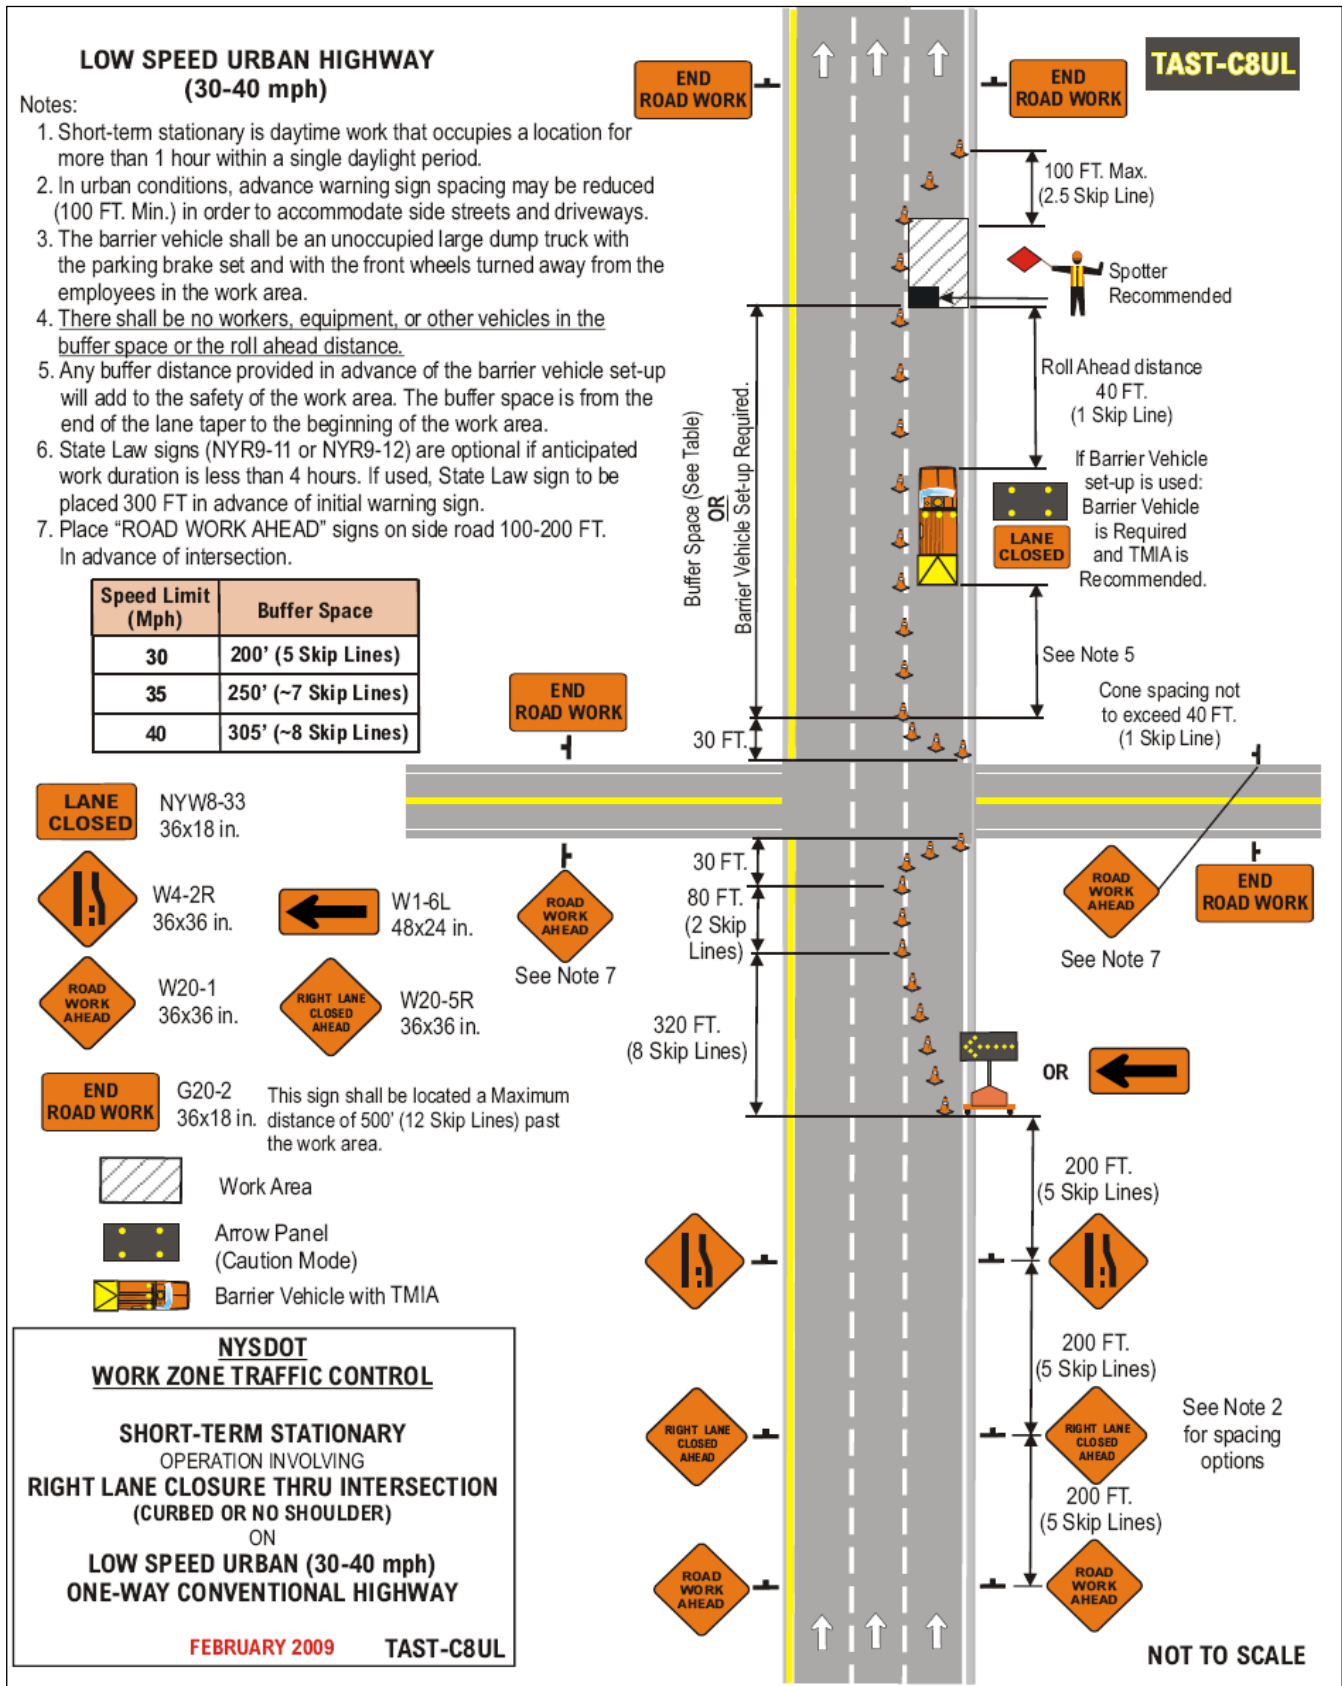 LOW SPEED URBAN HIGHWAY
(30-40 mph)
TAST-C8UL
Notes:
1. Short-term stationary is daytime work that occupies a location for
more than 1 hour within a single daylight period.
2. In urban conditions, advance warning sign spacing may be reduced
(100 FT. Min.) in order to accommodate side streets and driveways.
3. The barrier vehicle shall be an unoccupied large dump truck with
the parking brake set and with the front wheels turned away from the
employees in the work area.
4. There shall be no workers, equipment, or other vehicles in the
buffer space or the roll ahead distance.
5. Any buffer distance provided in advance of the barrier vehicle set-up
will add to the safety of the work area. The buffer space is from the
end of the lane taper to the beginning of the work area.
6. State Law signs (NYR9-11 or NYR9-12) are optional if anticipated
work duration is less than 4 hours. If used, State Law sign to be
placed 300 FT in advance of initial warning sign.
7. Place “ROAD WORK AHEAD” signs on side road 100-200 FT.
In advance of intersection.
Speed Limit
(Mph)
Buffer Space
30
200’ (5 Skip Lines)
35
250’ (~7 Skip Lines)
40
305’ (~8 Skip Lines)
END
ROAD WORK
END
ROAD WORK
100 FT. Max.
(2.5 Skip Line)
Spotter
Recommended
Buffer Space (See Table)
OR
Barrier Vehicle Set-up Required.
Roll Ahead distance
40 FT.
(1 Skip Line)
If Barrier Vehicle
set-up is used:
Barrier Vehicle
is Required
and TMIA is
Recommended.
LANE
CLOSED
See Note 5
Cone spacing not
to exceed 40 FT.
(1 Skip Line)
END
ROAD WORK
30 FT.
LANE
CLOSED
NYW8-33
36x18 in.
W4-2R
36x36 in.
W1-6L
48x24 in.
ROAD
WORK
AHEAD
W20-1
36x36 in.
RIGHT LANE
CLOSED
AHEAD
W20-5R
36x36 in.
END
ROAD WORK
G20-2
36x18 in.
This sign shall be located a Maximum
distance of 500’ (12 Skip Lines) past
the work area.
Work Area
Arrow Panel
(Caution Mode)
Barrier Vehicle with TMIA
ROAD
WORK
AHEAD
See Note 7
30 FT.
80 FT.
(2 Skip
Lines)
320 FT.
(8 Skip Lines)
ROAD
WORK
AHEAD
See Note 7
END
ROAD WORK
OR
200 FT.
(5 Skip Lines)
200 FT.
(5 Skip Lines)
RIGHT LANE
CLOSED
AHEAD
RIGHT LANE
CLOSED
AHEAD
See Note 2
for spacing
options
200 FT.
(5 Skip Lines)
ROAD
WORK
AHEAD
ROAD
WORK
AHEAD
NYSDOT
WORK ZONE TRAFFIC CONTROL
SHORT-TERM STATIONARY
OPERATION INVOLVING
RIGHT LANE CLOSURE THRU INTERSECTION
(CURBED OR NO SHOULDER)
ON
LOW SPEED URBAN (30-40 mph)
ONE-WAY CONVENTIONAL HIGHWAY
FEBRUARY 2009
TAST-C8UL
NOT TO SCALE